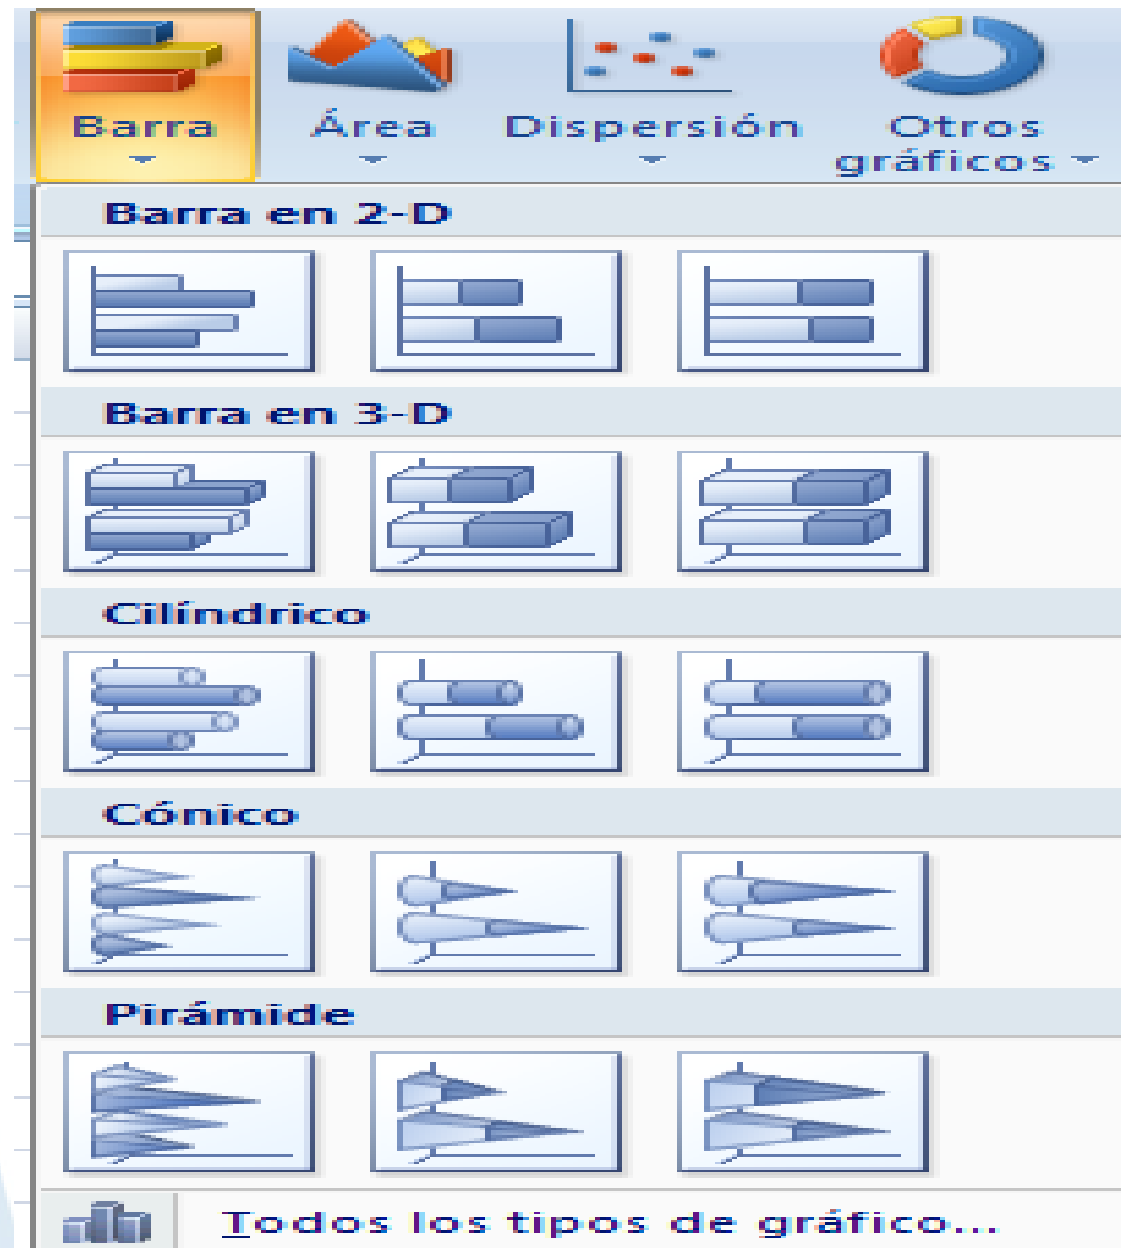 Barra
Área
Dispersión
Otros
gráficos
Barra en 2-D
Barra en 3-D
Cilíndrico
Cónico
Pirámide
Todos los tipos de gráfico...